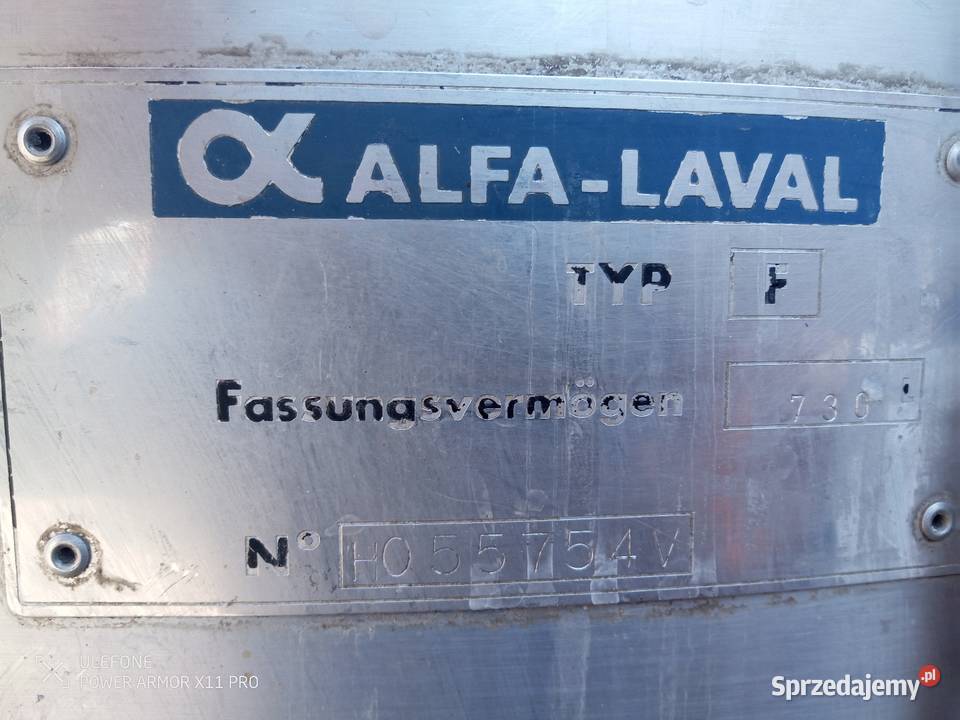 α ALFA-LAVAL
TYP F
Fassungsvermögen 730 l
N° H055754V
ULEFONE
POWER ARMOR X11 PRO
Sprzedajemy.pl